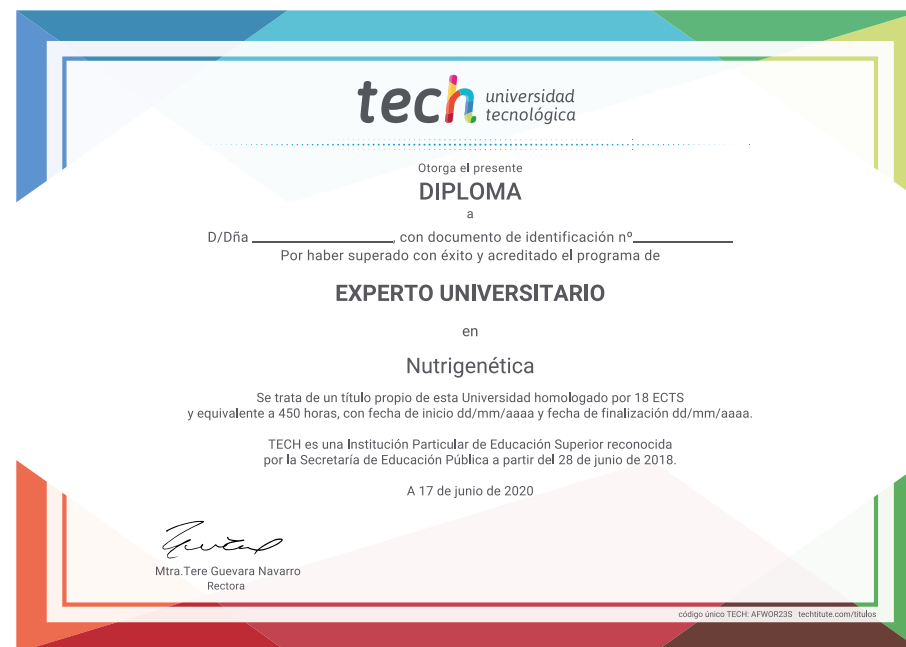 tech universidad
tecnológica
Otorga el presente
DIPLOMA
a
D/Dña ____________________, con documento de identificación nº______________
Por haber superado con éxito y acreditado el programa de
EXPERTO UNIVERSITARIO
en
Nutrigenética
Se trata de un título propio de esta Universidad homologado por 18 ECTS
y equivalente a 450 horas, con fecha de inicio dd/mm/aaaa y fecha de finalización dd/mm/aaaa.
TECH es una Institución Particular de Educación Superior reconocida
por la Secretaría de Educación Pública a partir del 28 de junio de 2018.
A 17 de junio de 2020
Mtra.Tere Guevara Navarro
Rectora
código único TECH: AFWOR23S techtitute.com/titulos